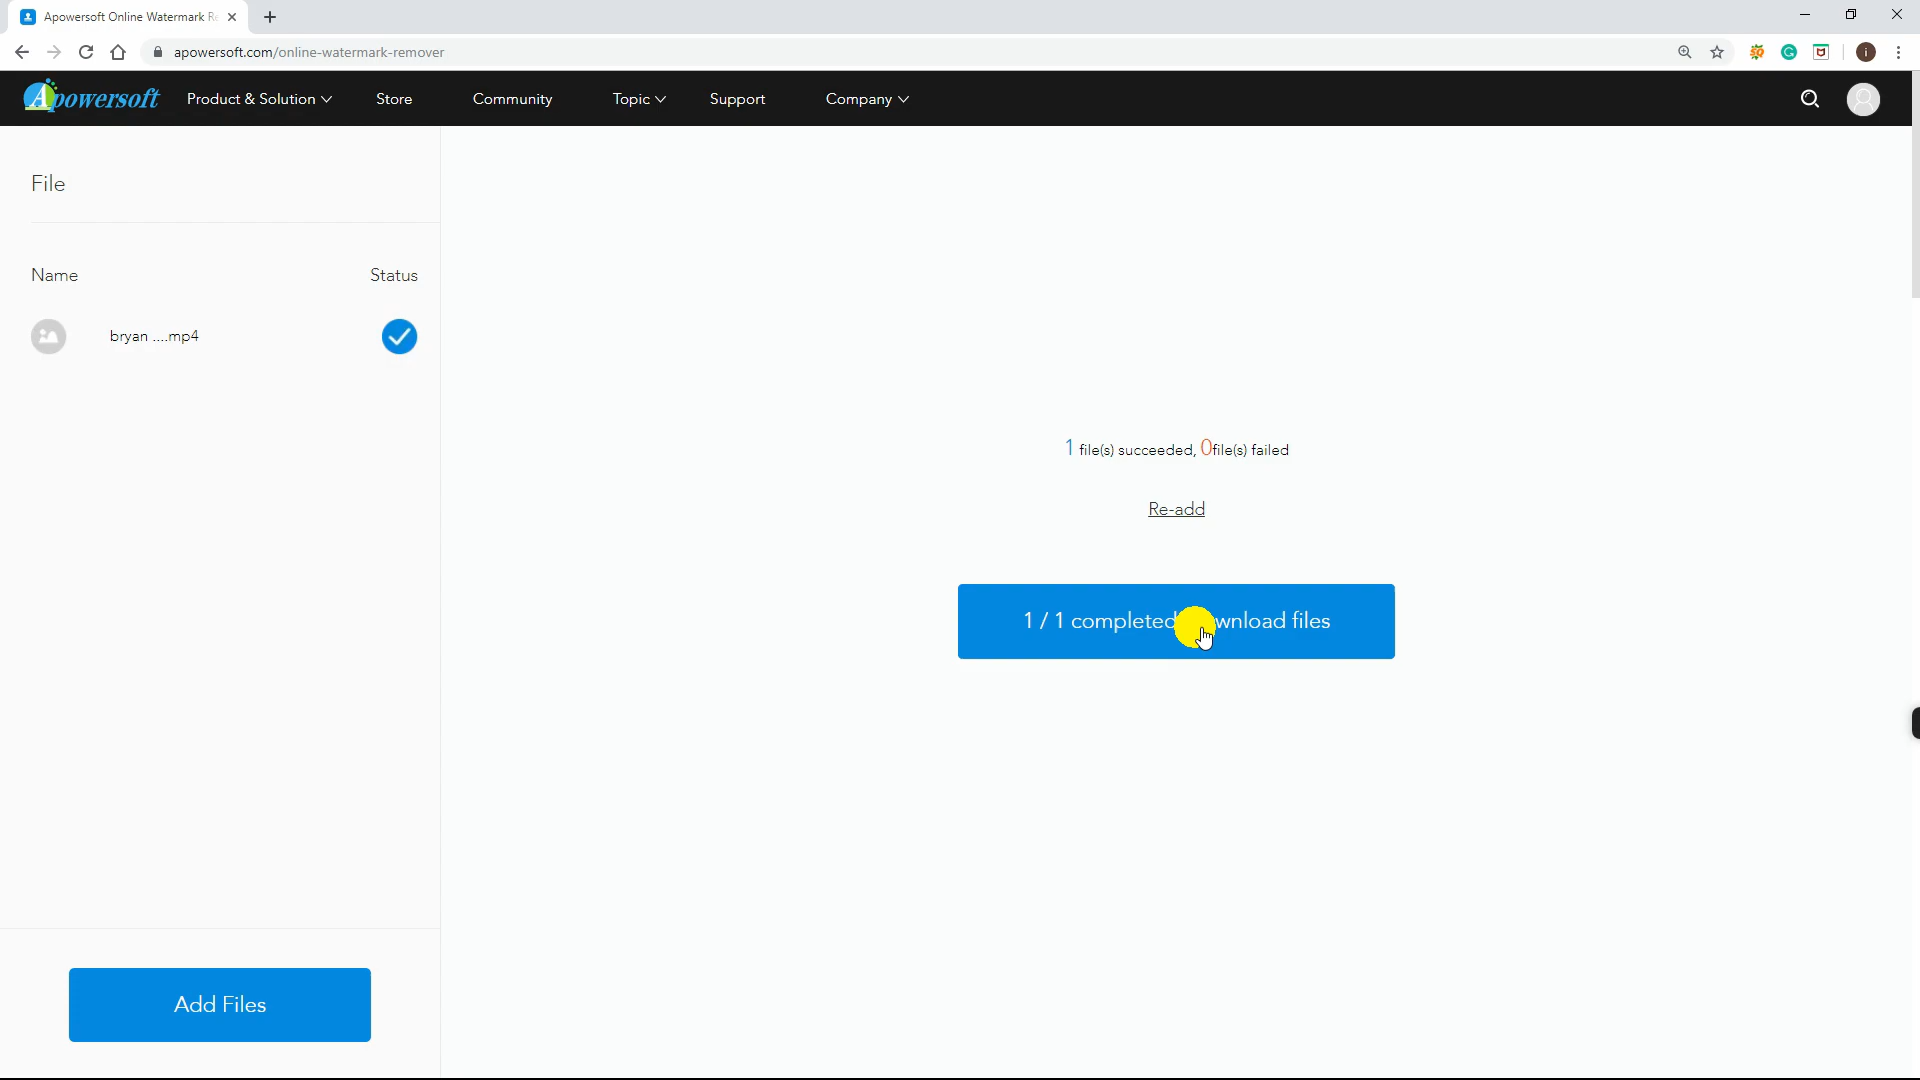 Apowersoft Online Watermark Re
apowersoft.com/online-watermark-remover
Apowersoft
Product & Solution
Store
Community
Topic
Support
Company
File
Name
Status
bryan ....mp4
1 file(s) succeeded, 0file(s) failed
Re-add
1 / 1 completed wnload files
Add Files